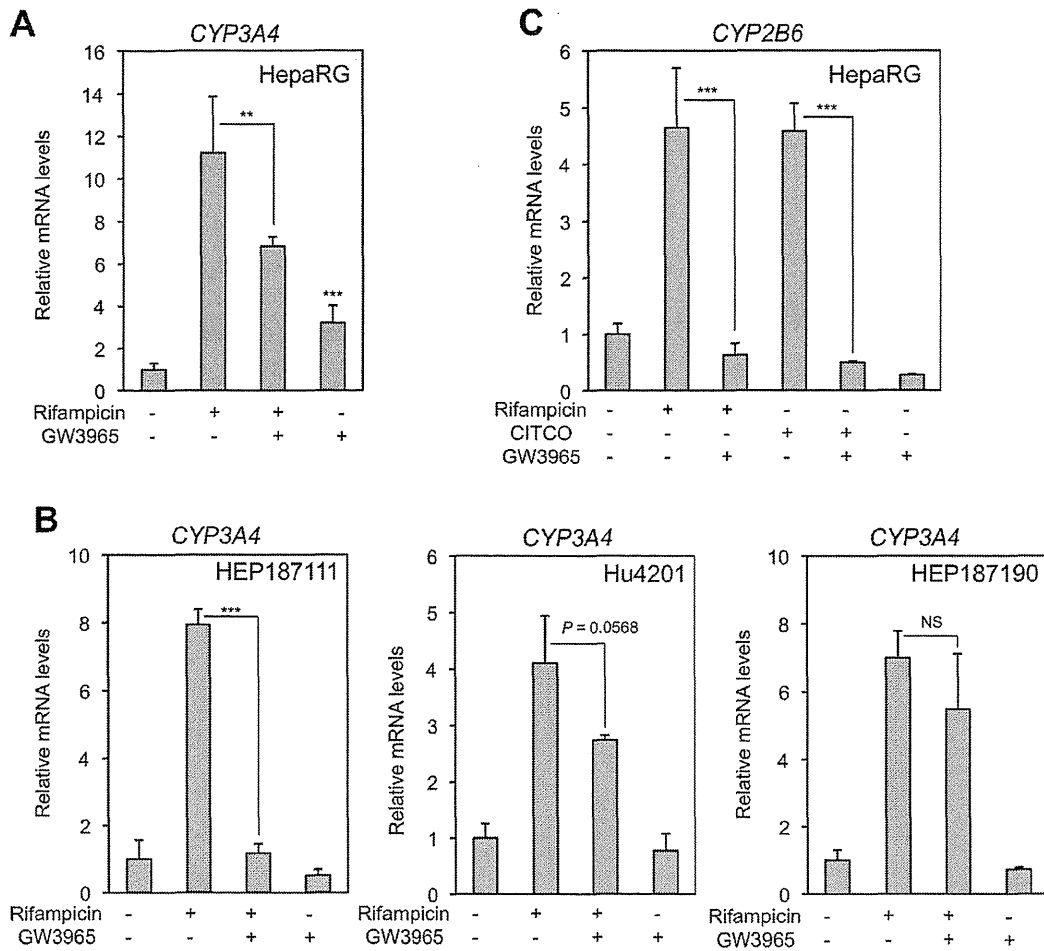 A
CYP3A4
HepaRG
Relative mRNA levels
16
14
12
10
8
6
4
2
0
**
***
Rifampicin - + + -
GW3965 - - + +
C
CYP2B6
HepaRG
Relative mRNA levels
6
5
4
3
2
1
0
***
***
Rifampicin - + + - - -
CITCO - - - + + -
GW3965 - - + - + +
B
CYP3A4
HEP187111
Relative mRNA levels
10
8
6
4
2
0
***
Rifampicin - + + -
GW3965 - - + +
CYP3A4
Hu4201
Relative mRNA levels
6
5
4
3
2
1
0
P = 0.0568
Rifampicin - + + -
GW3965 - - + +
CYP3A4
HEP187190
Relative mRNA levels
10
8
6
4
2
0
NS
Rifampicin - + + -
GW3965 - - + +